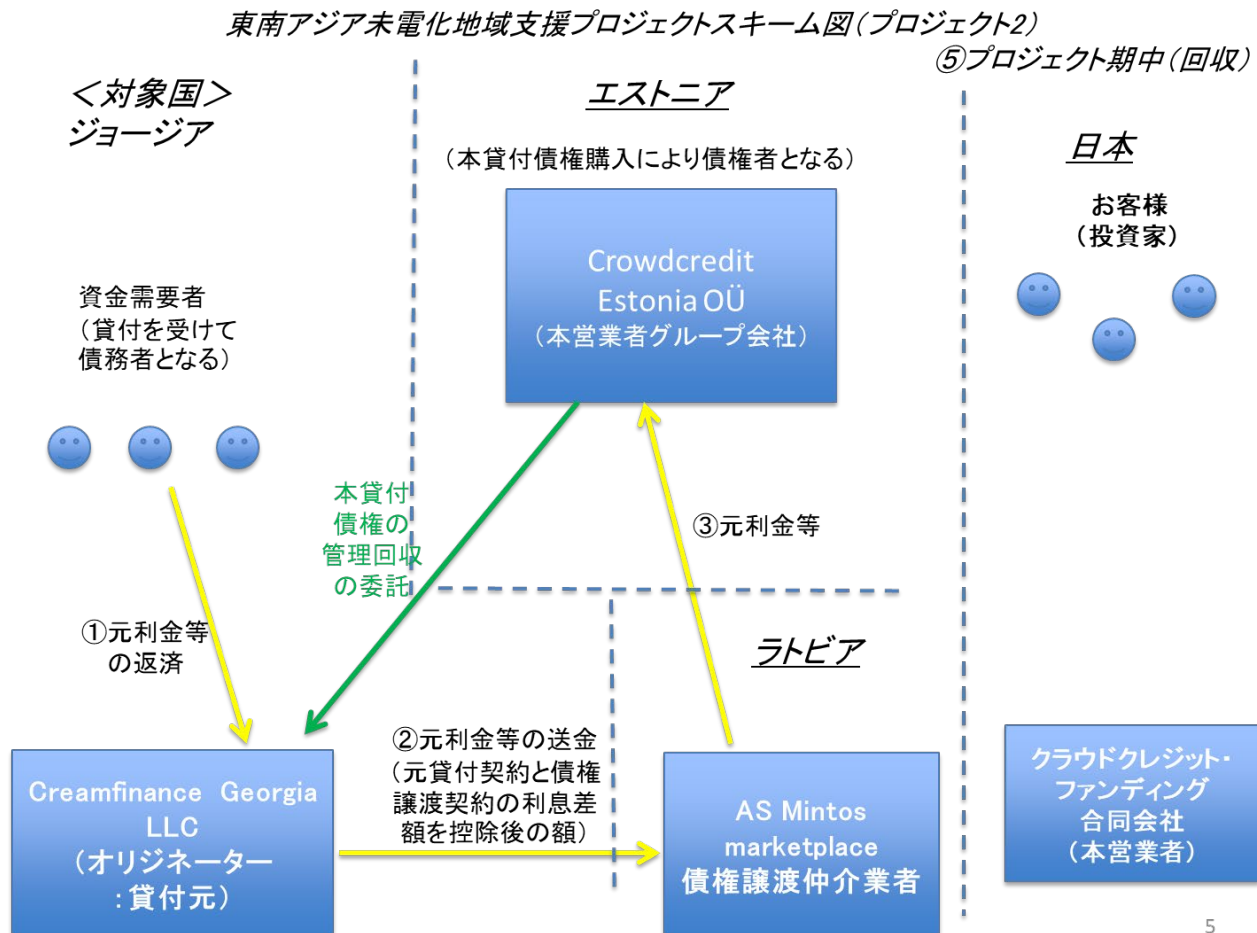 東南アジア未電化地域支援プロジェクトスキーム図（プロジェクト2）
⑤プロジェクト期中（回収）
＜対象国＞
ジョージア
エストニア
日本
（本貸付債権購入により債権者となる）
お客様
（投資家）
Crowdcredit
Estonia OÜ
（本営業者グループ会社）
資金需要者
（貸付を受けて
債務者となる）
本貸付
債権の
管理回収
の委託
③元利金等
①元利金等
の返済
ラトビア
②元利金等の送金
（元貸付契約と債権
譲渡契約の利息差
額を控除後の額）
Creamfinance Georgia
LLC
（オリジネーター
：貸付元）
AS Mintos
marketplace
債権譲渡仲介業者
クラウドクレジット・
ファンディング
合同会社
（本営業者）
5